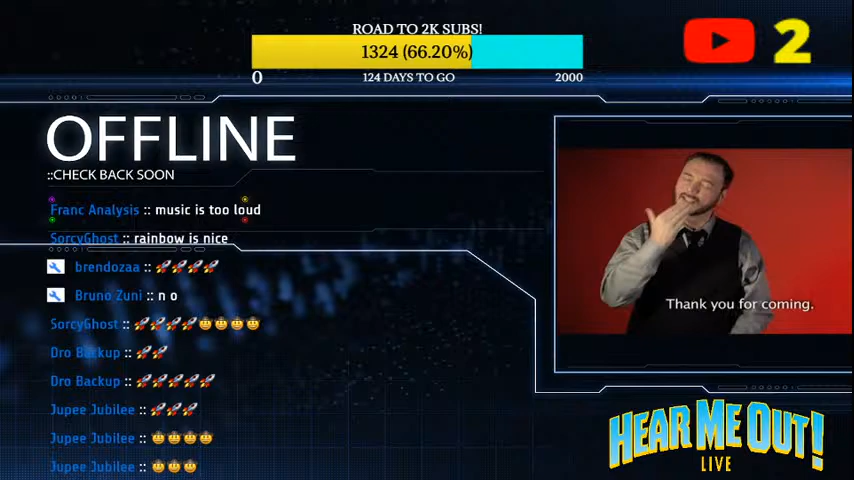 ROAD TO 2K SUBS!
1324 (66.20%)
0
124 DAYS TO GO
2000
2
OFFLINE
::CHECK BACK SOON
Franc Analysis :: music is too loud
SorcyGhost :: rainbow is nice
brendozaa :: 🚀🚀🚀🚀
Bruno Zuni :: n o
SorcyGhost :: 🚀🚀🚀🚀🤠🤠🤠🤠
Dro Backup :: 🚀🚀
Dro Backup :: 🚀🚀🚀🚀🚀
Jupee Jubilee :: 🚀🚀🚀
Jupee Jubilee :: 🤠🤠🤠🤠
Jupee Jubilee :: 🤠🤠🤠
Thank you for coming.
HEAR ME OUT!
LIVE